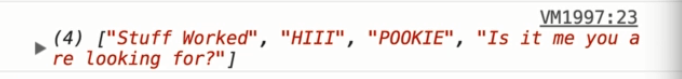 VM1997:23
(4) ["Stuff Worked", "HIII", "POOKIE", "Is it me you a
re looking for?"]